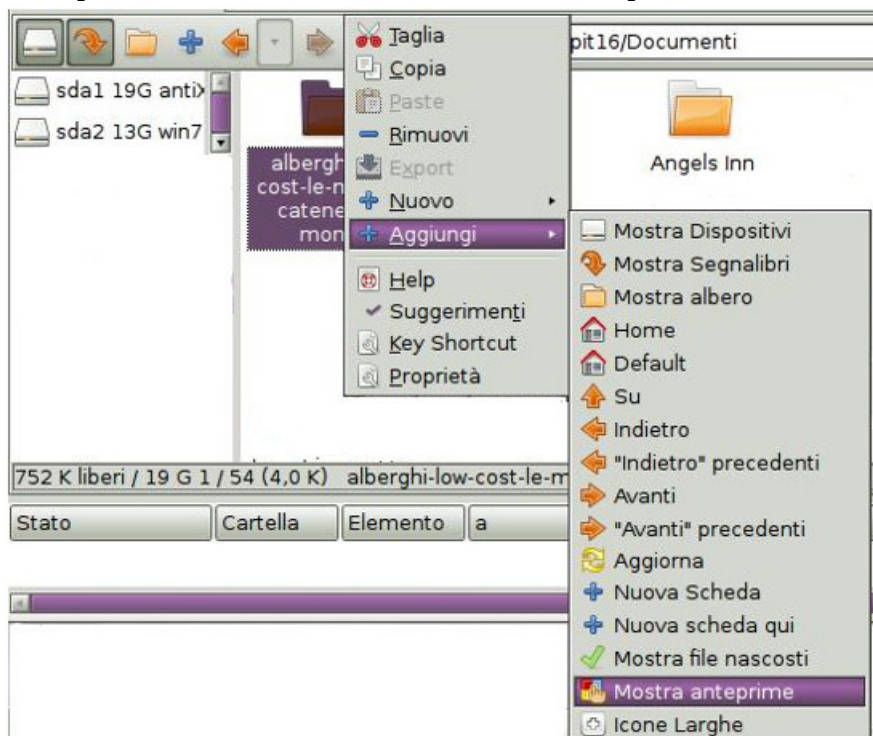 pit16/Documenti
sda1 19G anti
sda2 13G win7
albergh
cost-le-
catene
mon
Angels Inn
Taglia
Copia
Paste
Rimuovi
Export
Nuovo
Aggiungi
Help
Suggerimenti
Key Shortcut
Proprietà
Mostra Dispositivi
Mostra Segnalibri
Mostra albero
Home
Default
Su
Indietro
"Indietro" precedenti
Avanti
"Avanti" precedenti
Aggiorna
Nuova Scheda
Nuova scheda qui
Mostra file nascosti
Mostra anteprime
Icone Larghe
752 K liberi / 19 G 1 / 54 (4,0 K) alberghi-low-cost-le-m
Stato Cartella Elemento a